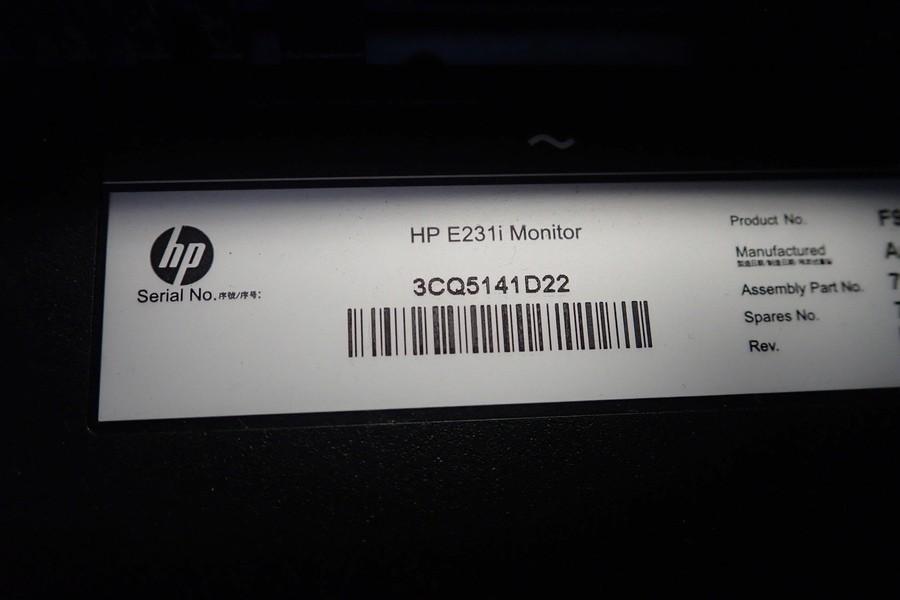 hp
HP E231i Monitor
Serial No.序號/序号:
3CQ5141D22
Product No.
Manufactured
Assembly Part No.
Spares No.
Rev.